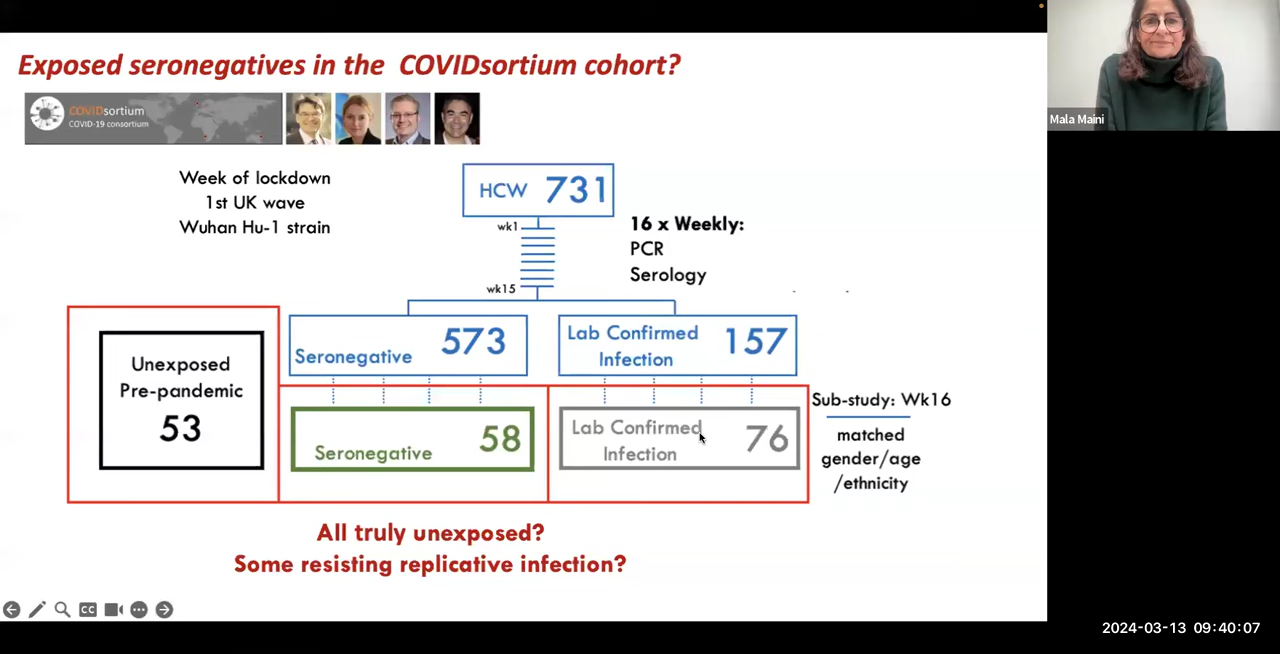 Exposed seronegatives in the COVIDsortium cohort?
COVIDsortium
COVID-19 consortium
Mala Maini
Week of lockdown
1st UK wave
Wuhan Hu-1 strain
HCW 731
wk1
16 x Weekly:
PCR
Serology
wk15
Unexposed
Pre-pandemic
53
Seronegative 573
Lab Confirmed
Infection 157
Seronegative 58
Lab Confirmed
Infection 76
Sub-study: Wk16
matched
gender/age
/ethnicity
All truly unexposed?
Some resisting replicative infection?
CC
2024-03-13 09:40:07